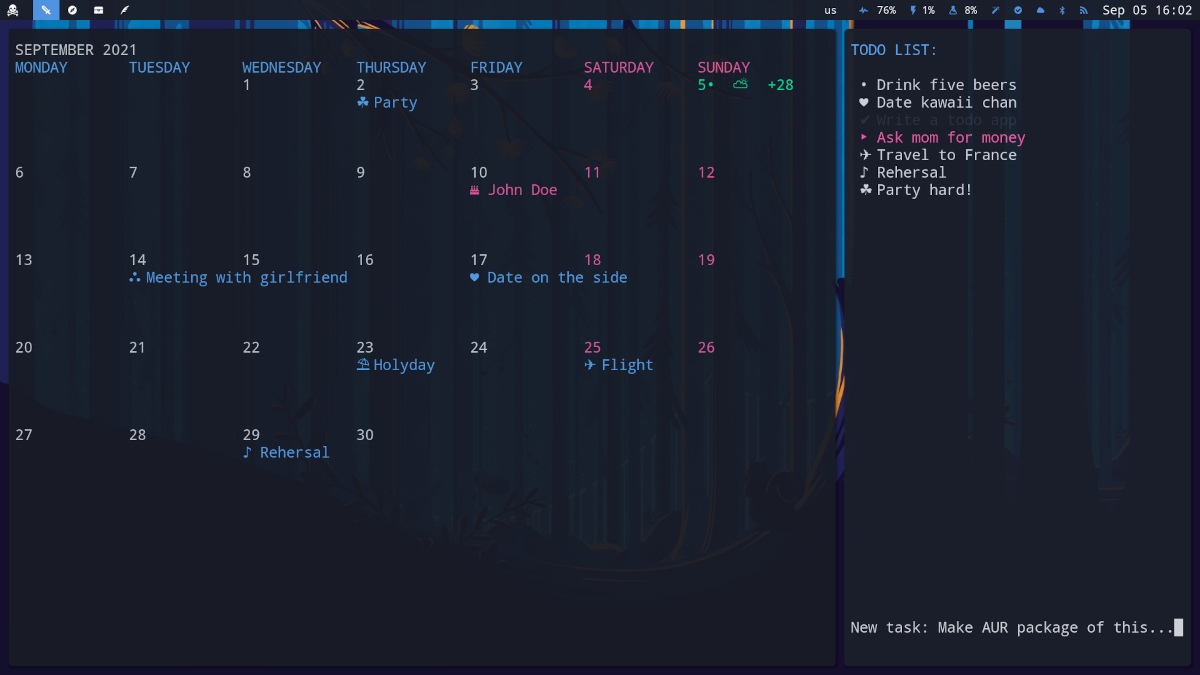 us 76% 1% 8% Sep 05 16:02
SEPTEMBER 2021
MONDAY TUESDAY WEDNESDAY THURSDAY FRIDAY SATURDAY SUNDAY
1 2 3 4 5• +28
☘ Party
6 7 8 9 10 11 12
John Doe
13 14 15 16 17 18 19
Meeting with girlfriend ♥ Date on the side
20 21 22 23 24 25 26
Holyday ✈ Flight
27 28 29 30
♪ Rehersal
TODO LIST:
• Drink five beers
♥ Date kawaii chan
✔ Write a todo app
‣ Ask mom for money
✈ Travel to France
♪ Rehersal
☘ Party hard!
New task: Make AUR package of this...